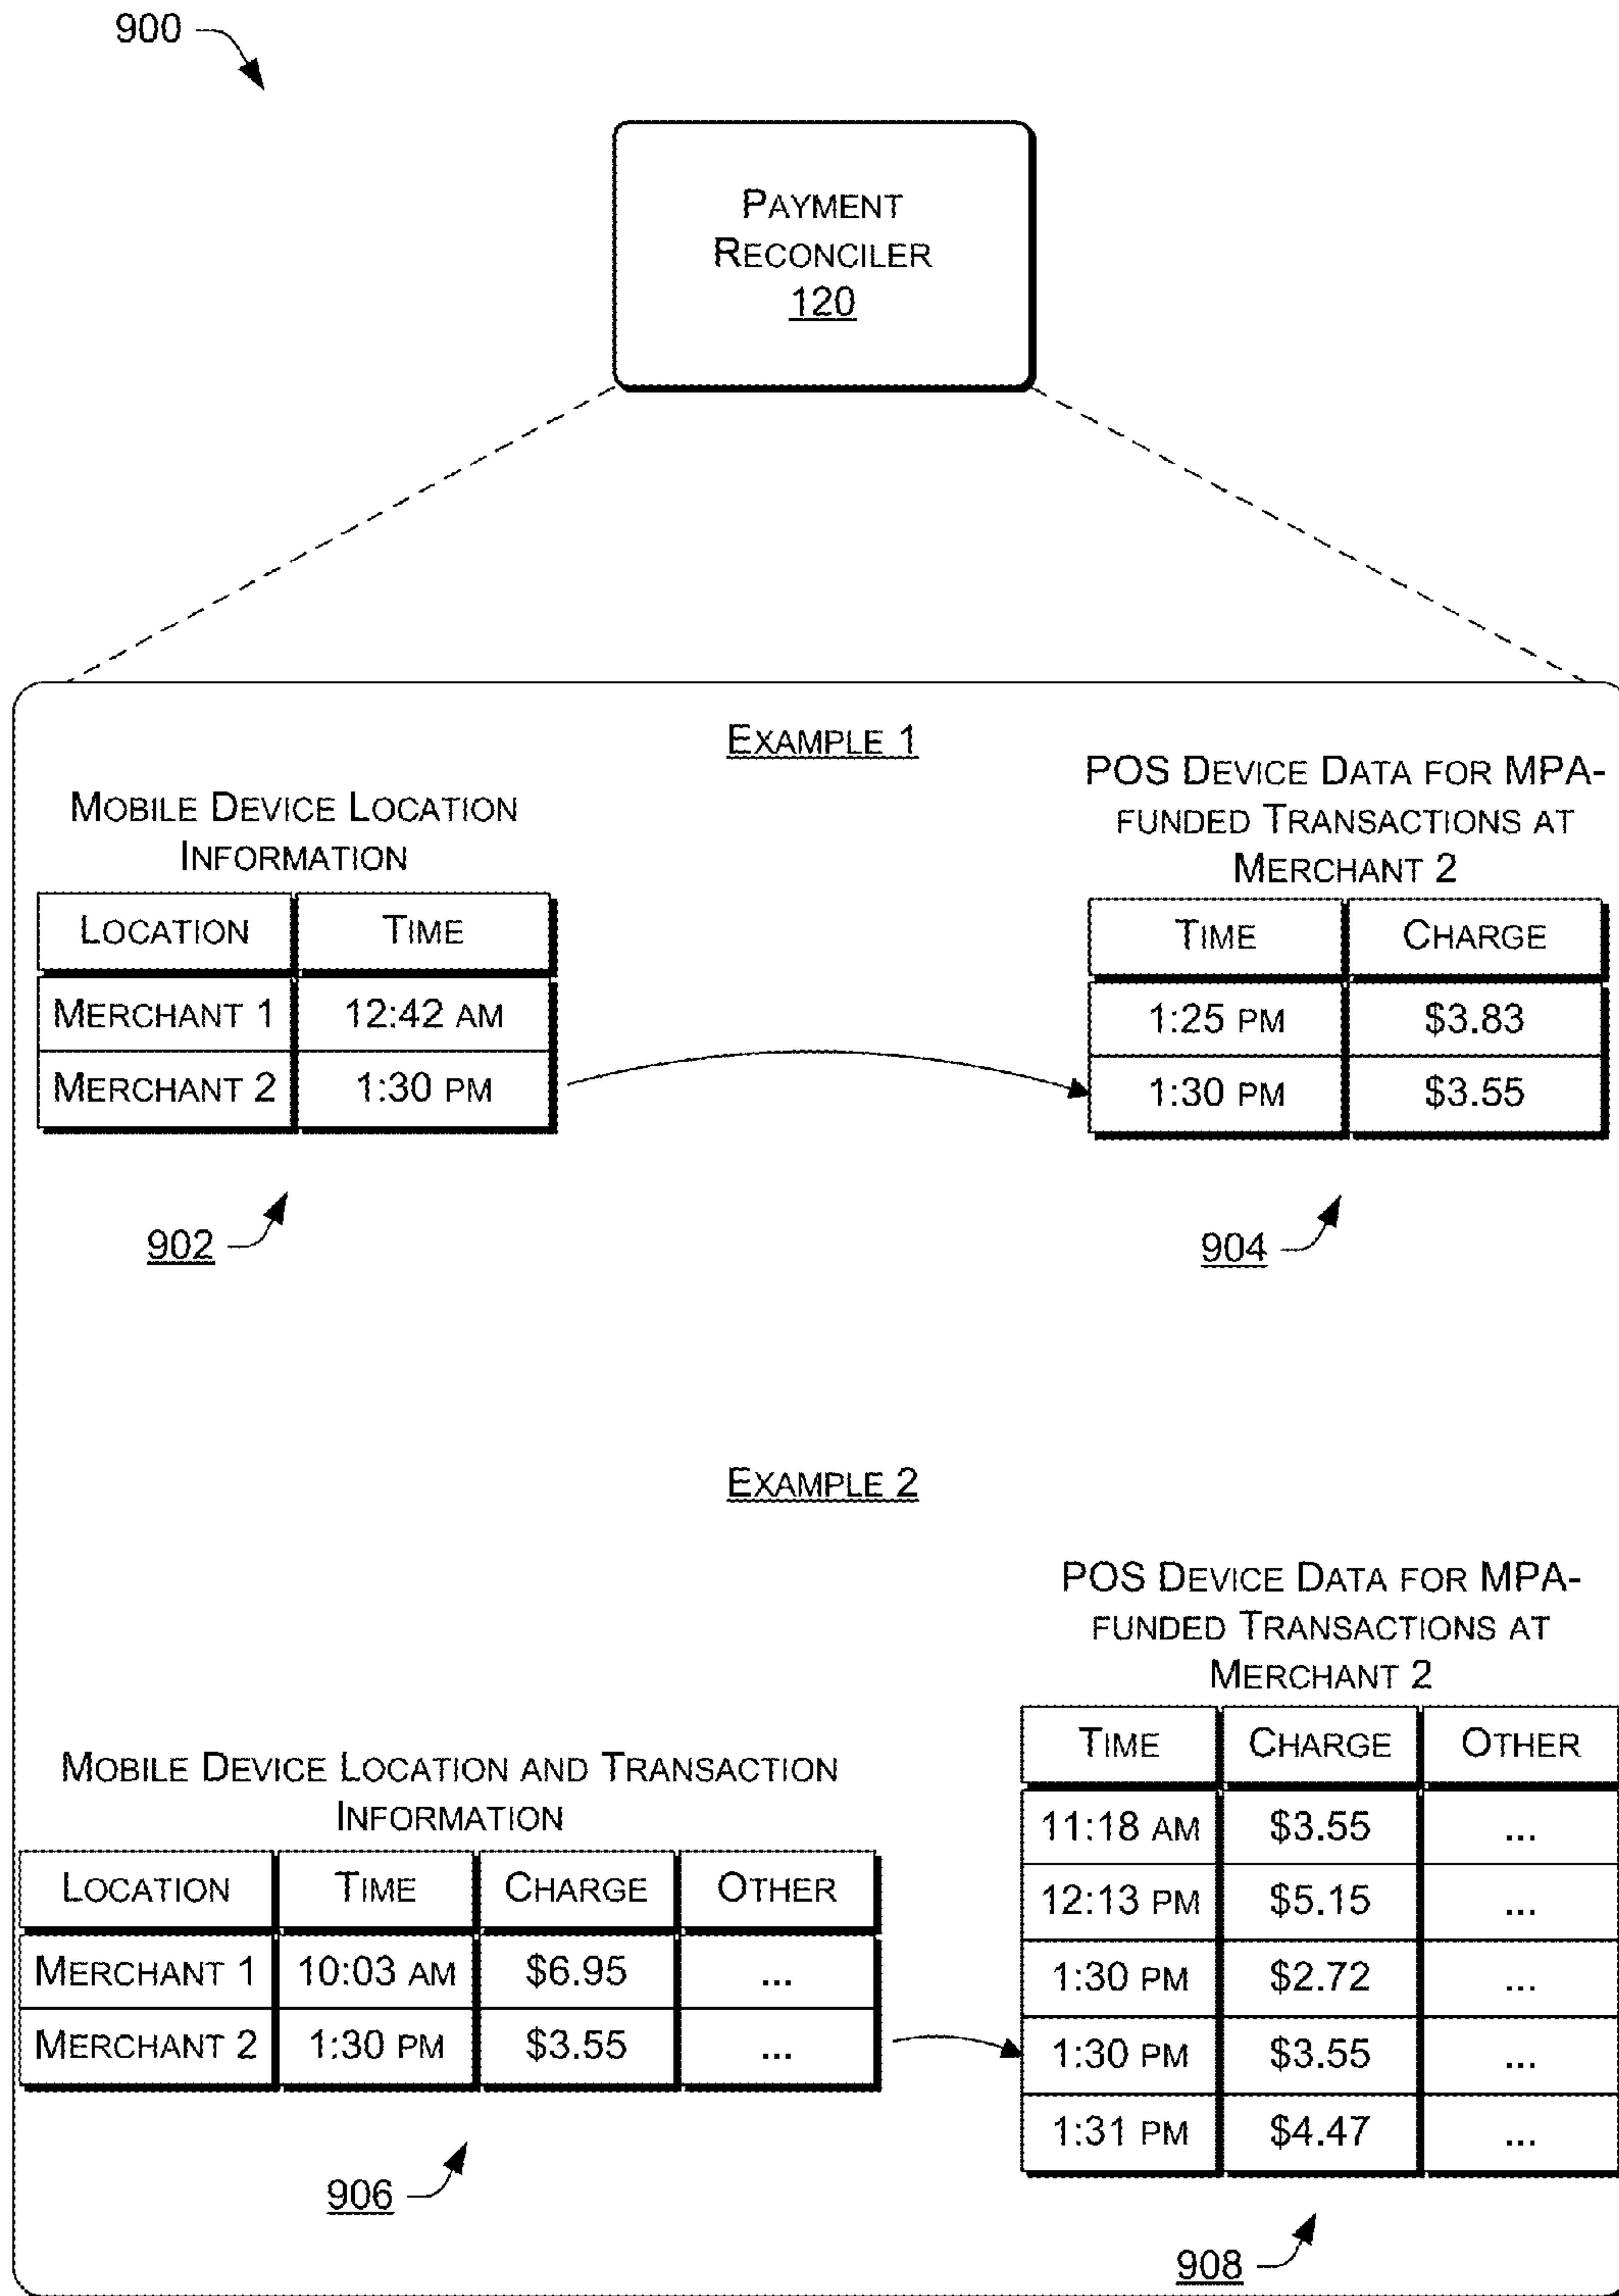 900
PAYMENT
RECONCILER
120
EXAMPLE 1
MOBILE DEVICE LOCATION
INFORMATION
LOCATION TIME
MERCHANT 1 12:42 AM
MERCHANT 2 1:30 PM
902
POS DEVICE DATA FOR MPA-
FUNDED TRANSACTIONS AT
MERCHANT 2
TIME CHARGE
1:25 PM $3.83
1:30 PM $3.55
904
EXAMPLE 2
MOBILE DEVICE LOCATION AND TRANSACTION
INFORMATION
LOCATION TIME CHARGE OTHER
MERCHANT 1 10:03 AM $6.95 ...
MERCHANT 2 1:30 PM $3.55 ...
906
POS DEVICE DATA FOR MPA-
FUNDED TRANSACTIONS AT
MERCHANT 2
TIME CHARGE OTHER
11:18 AM $3.55 ...
12:13 PM $5.15 ...
1:30 PM $2.72 ...
1:30 PM $3.55 ...
1:31 PM $4.47 ...
908